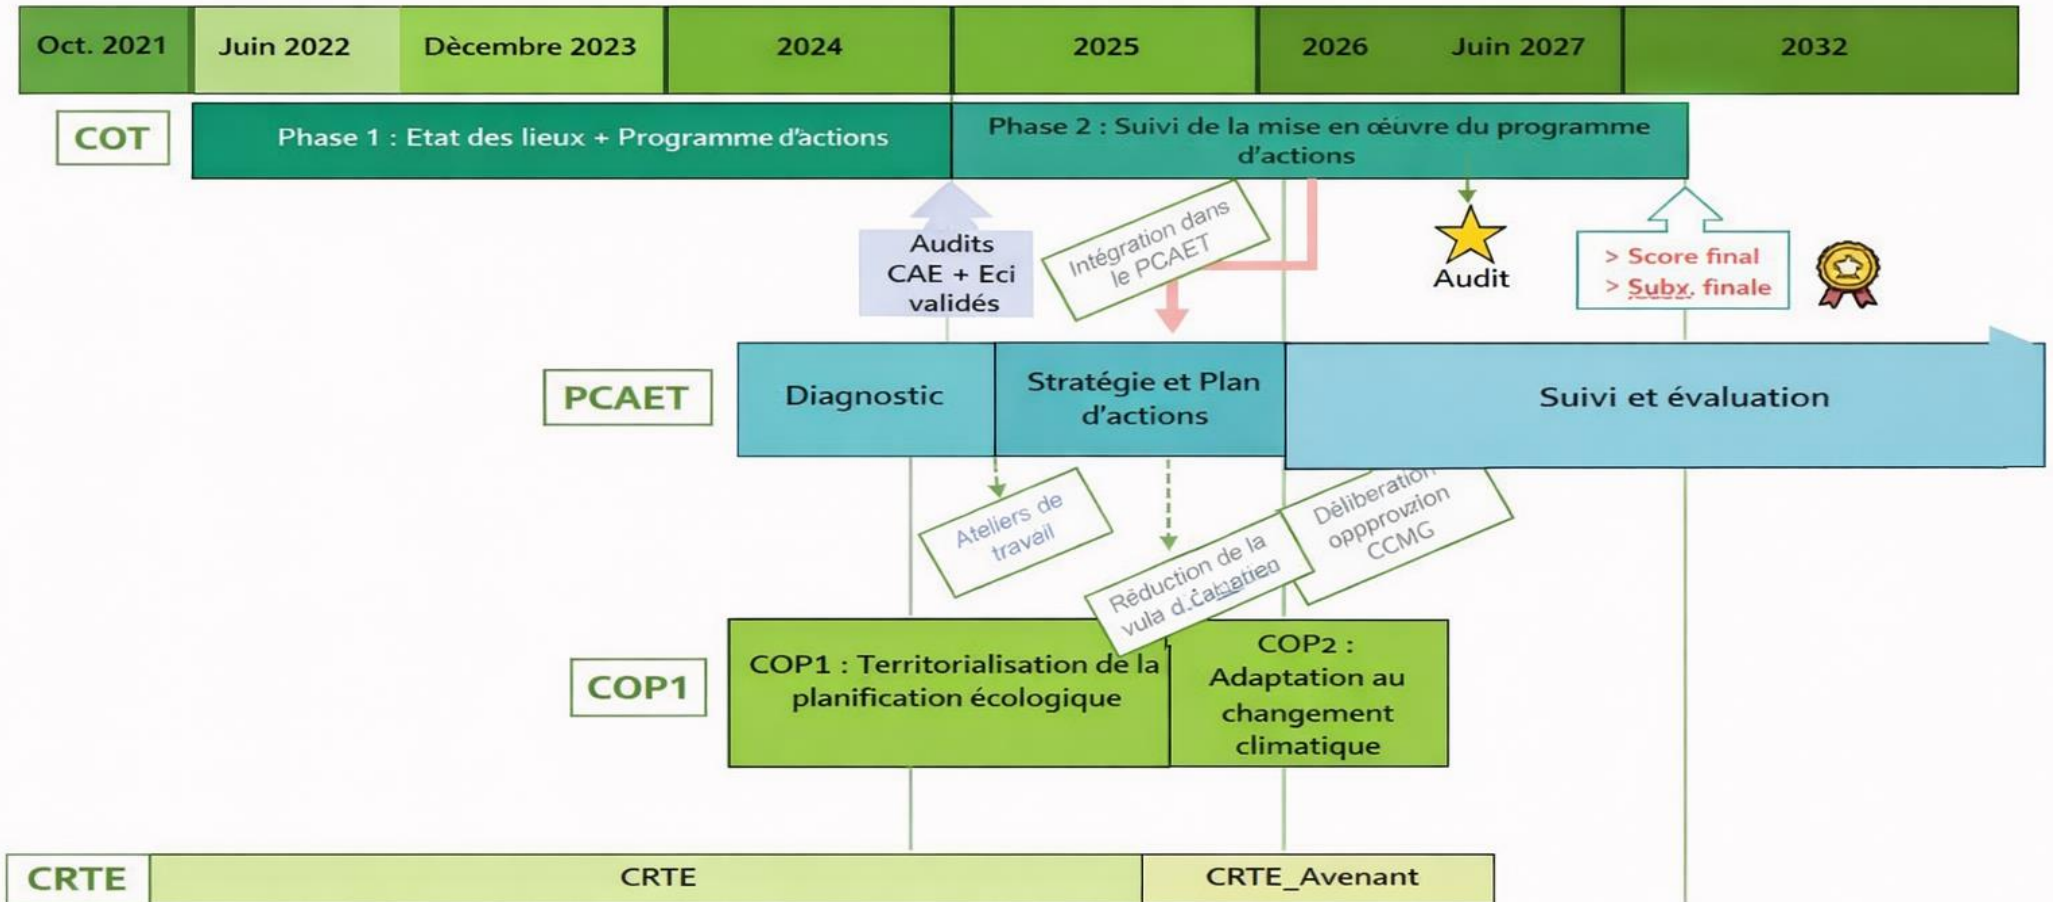 Oct. 2021
Juin 2022
Dècembre 2023
2024
2025
2026
Juin 2027
2032
COT
Phase 1 : Etat des lieux + Programme d'actions
Phase 2 : Suivi de la mise en œuvre du programme
d'actions
Audits
CAE + Eci
validés
Intégration dans
le PCAET
Audit
> Score final
> Subx. finale
PCAET
Diagnostic
Stratégie et Plan
d'actions
Suivi et évaluation
Ateliers de
travail
Réduction de la
vula
Déliberation
CCMG
COP1
COP1 : Territorialisation de la
planification écologique
COP2 :
Adaptation au
changement
climatique
CRTE
CRTE
CRTE_Avenant